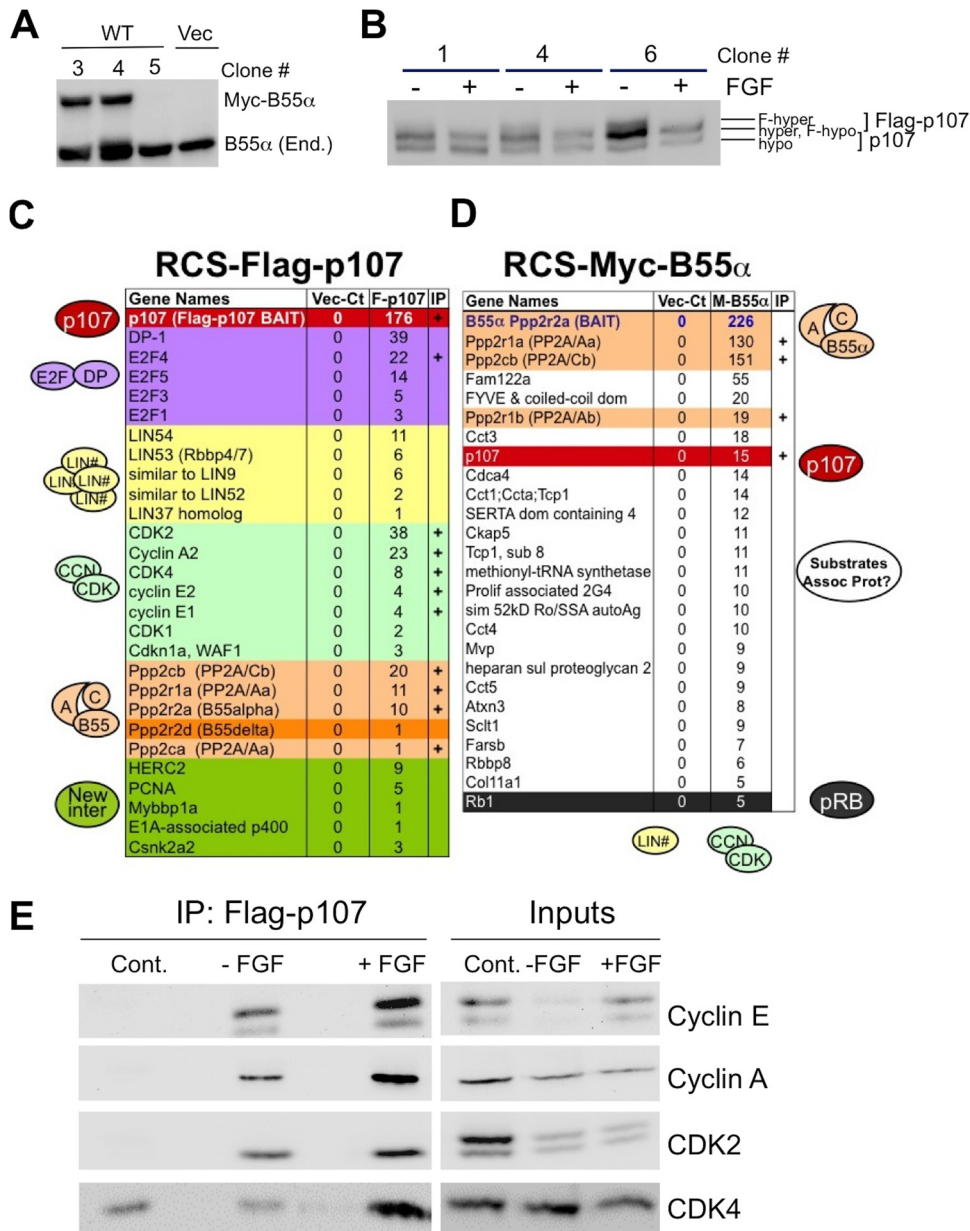 A
WT Vec
3 4 5 Clone #
Myc-B55α
B55α (End.)
B
1 4 6 Clone #
- + - + - + FGF
F-hyper
hyper, F-hypo
hypo
] Flag-p107
] p107
C
RCS-Flag-p107
Gene Names Vec-Ct F-p107 IP
p107 (Flag-p107 BAIT) 0 176 +
DP-1 0 39
E2F4 0 22 +
E2F5 0 14
E2F3 0 5
E2F1 0 3
LIN54 0 11
LIN53 (Rbbp4/7) 0 6
similar to LIN9 0 6
similar to LIN52 0 2
LIN37 homolog 0 1
CDK2 0 38 +
Cyclin A2 0 23 +
CDK4 0 8 +
cyclin E2 0 4 +
cyclin E1 0 4 +
CDK1 0 2
Cdkn1a, WAF1 0 3
Ppp2cb (PP2A/Cb) 0 20 +
Ppp2r1a (PP2A/Aa) 0 11 +
Ppp2r2a (B55alpha) 0 10 +
Ppp2r2d (B55delta) 0 1
Ppp2ca (PP2A/Aa) 0 1 +
HERC2 0 9
PCNA 0 5
Mybbp1a 0 1
E1A-associated p400 0 1
Csnk2a2 0 3
p107
E2F DP
LIN#
LIN LIN#
LIN#
CCN
CDK
A C
B55
New
inter
D
RCS-Myc-B55α
Gene Names Vec-Ct M-B55α IP
B55α Ppp2r2a (BAIT) 0 226
Ppp2r1a (PP2A/Aa) 0 130 +
Ppp2cb (PP2A/Cb) 0 151 +
Fam122a 0 55
FYVE & coiled-coil dom 0 20
Ppp2r1b (PP2A/Ab) 0 19 +
Cct3 0 18
p107 0 15 +
Cdca4 0 14
Cct1;Ccta;Tcp1 0 14
SERTA dom containing 4 0 12
Ckap5 0 11
Tcp1, sub 8 0 11
methionyl-tRNA synthetase 0 11
Prolif associated 2G4 0 10
sim 52kD Ro/SSA autoAg 0 10
Cct4 0 10
Mvp 0 9
heparan sul proteoglycan 2 0 9
Cct5 0 9
Atxn3 0 8
Sclt1 0 9
Farsb 0 7
Rbbp8 0 6
Col11a1 0 5
Rb1 0 5
A C
B55α
p107
Substrates
Assoc Prot?
pRB
LIN# CCN
CDK
E
IP: Flag-p107 Inputs
Cont. - FGF + FGF Cont. -FGF +FGF
Cyclin E
Cyclin A
CDK2
CDK4